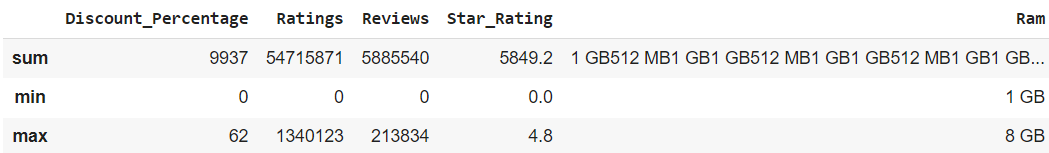 Discount_Percentage Ratings Reviews Star_Rating Ram
sum 9937 54715871 5885540 5849.2 1 GB512 MB1 GB1 GB512 MB1 GB1 GB512 MB1 GB1 GB...
min 0 0 0 0.0 1 GB
max 62 1340123 213834 4.8 8 GB